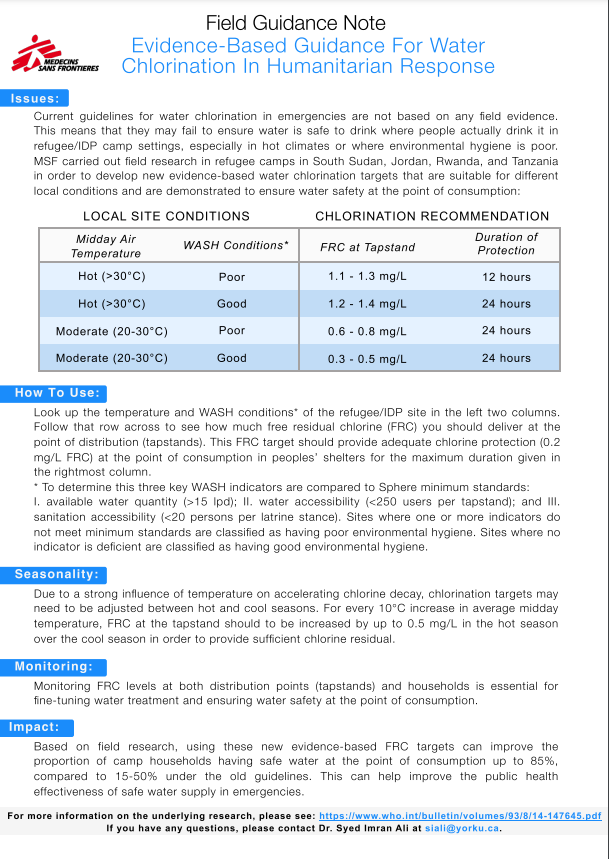 Field Guidance Note
MEDECINS
SANS FRONTIERES
Evidence-Based Guidance For Water
Chlorination In Humanitarian Response
Issues:
Current guidelines for water chlorination in emergencies are not based on any field evidence.
This means that they may fail to ensure water is safe to drink where people actually drink it in
refugee/IDP camp settings, especially in hot climates or where environmental hygiene is poor.
MSF carried out field research in refugee camps in South Sudan, Jordan, Rwanda, and Tanzania
in order to develop new evidence-based water chlorination targets that are suitable for different
local conditions and are demonstrated to ensure water safety at the point of consumption:
LOCAL SITE CONDITIONS CHLORINATION RECOMMENDATION
Midday Air Temperature WASH Conditions* FRC at Tapstand Duration of Protection
Hot (>30°C) Poor 1.1 - 1.3 mg/L 12 hours
Hot (>30°C) Good 1.2 - 1.4 mg/L 24 hours
Moderate (20-30°C) Poor 0.6 - 0.8 mg/L 24 hours
Moderate (20-30°C) Good 0.3 - 0.5 mg/L 24 hours
How To Use:
Look up the temperature and WASH conditions* of the refugee/IDP site in the left two columns.
Follow that row across to see how much free residual chlorine (FRC) you should deliver at the
point of distribution (tapstands). This FRC target should provide adequate chlorine protection (0.2
mg/L FRC) at the point of consumption in peoples' shelters for the maximum duration given in
the rightmost column.
* To determine this three key WASH indicators are compared to Sphere minimum standards:
I. available water quantity (>15 lpd); II. water accessibility (<250 users per tapstand); and III.
sanitation accessibility (<20 persons per latrine stance). Sites where one or more indicators do
not meet minimum standards are classified as having poor environmental hygiene. Sites where no
indicator is deficient are classified as having good environmental hygiene.
Seasonality:
Due to a strong influence of temperature on accelerating chlorine decay, chlorination targets may
need to be adjusted between hot and cool seasons. For every 10°C increase in average midday
temperature, FRC at the tapstand should to be increased by up to 0.5 mg/L in the hot season
over the cool season in order to provide sufficient chlorine residual.
Monitoring:
Monitoring FRC levels at both distribution points (tapstands) and households is essential for
fine-tuning water treatment and ensuring water safety at the point of consumption.
Impact:
Based on field research, using these new evidence-based FRC targets can improve the
proportion of camp households having safe water at the point of consumption up to 85%,
compared to 15-50% under the old guidelines. This can help improve the public health
effectiveness of safe water supply in emergencies.
For more information on the underlying research, please see: https://www.who.int/bulletin/volumes/93/8/14-147645.pdf
If you have any questions, please contact Dr. Syed Imran Ali at siali@yorku.ca.